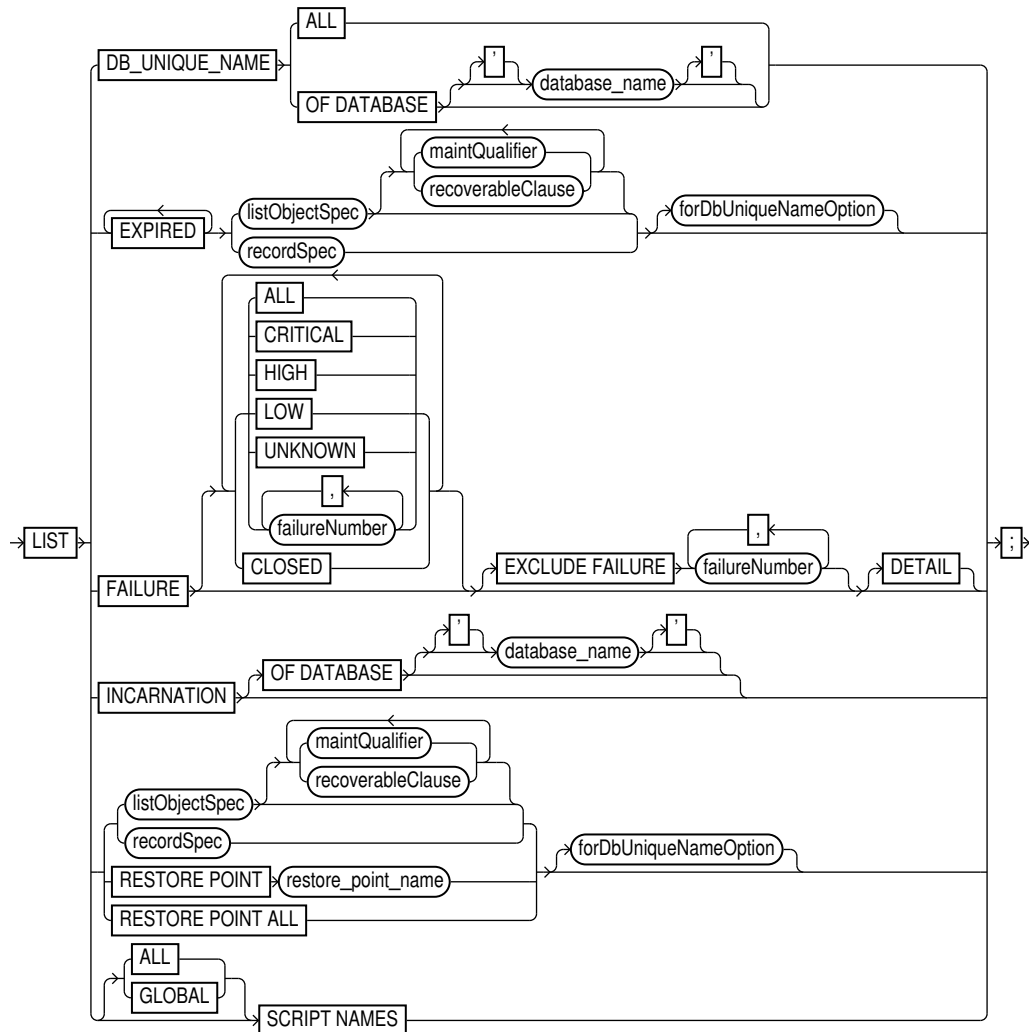 ALL
DB_UNIQUE_NAME
' '
database_name
OF DATABASE
maintQualifier
recoverableClause
listObjectSpec
forDbUniqueNameOption
EXPIRED
recordSpec
ALL
CRITICAL
HIGH
LOW
UNKNOWN
,
failureNumber
LIST
;
CLOSED
,
EXCLUDE FAILURE failureNumber DETAIL
FAILURE
' '
database_name
OF DATABASE
INCARNATION
maintQualifier
recoverableClause
listObjectSpec
recordSpec
forDbUniqueNameOption
RESTORE POINT restore_point_name
RESTORE POINT ALL
ALL
GLOBAL
SCRIPT NAMES